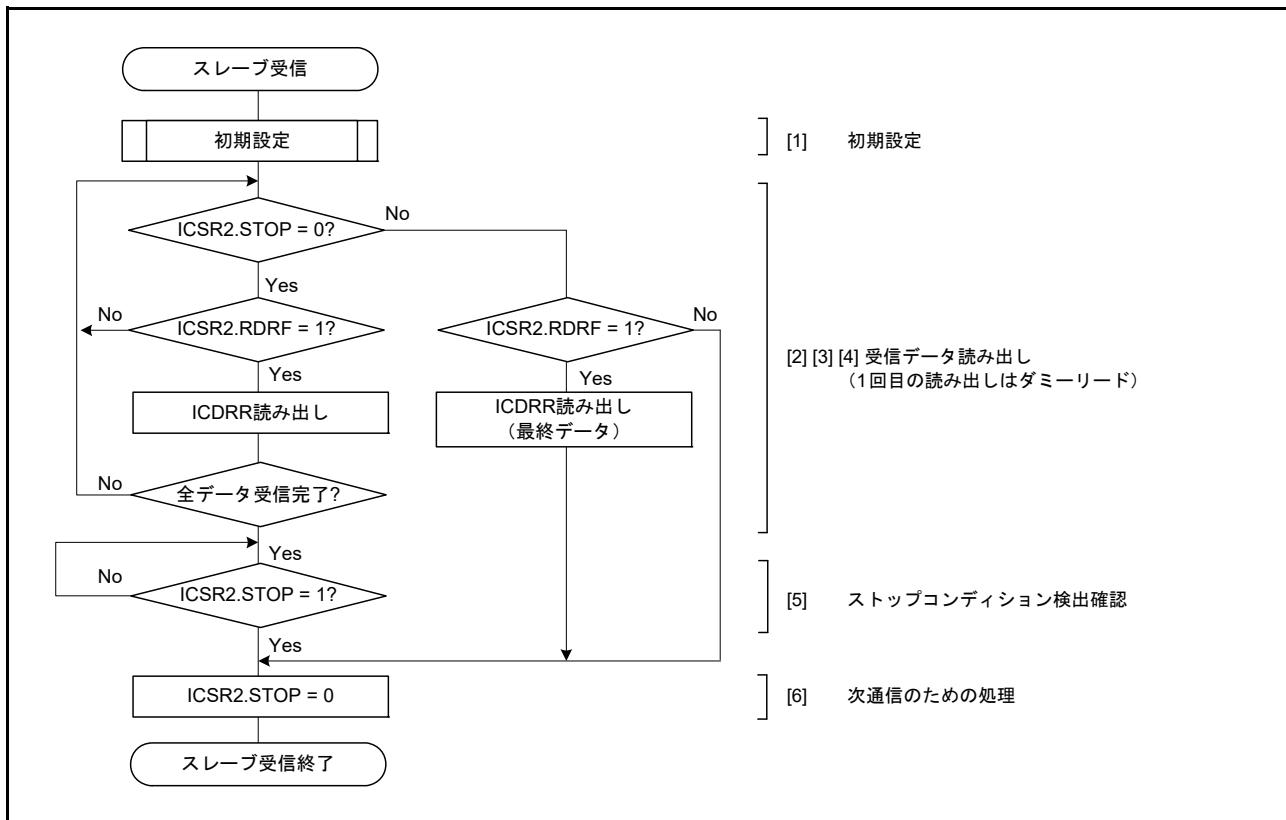 スレーブ受信
初期設定
[1] 初期設定
ICSR2.STOP = 0?
No
Yes
No
ICSR2.RDRF = 1?
ICSR2.RDRF = 1?
No
Yes
Yes
[2] [3] [4] 受信データ読み出し
(1回目の読み出しはダミーリード)
ICDRR読み出し
ICDRR読み出し
(最終データ)
No
全データ受信完了?
Yes
No
ICSR2.STOP = 1?
[5] ストップコンディション検出確認
Yes
ICSR2.STOP = 0
[6] 次通信のための処理
スレーブ受信終了